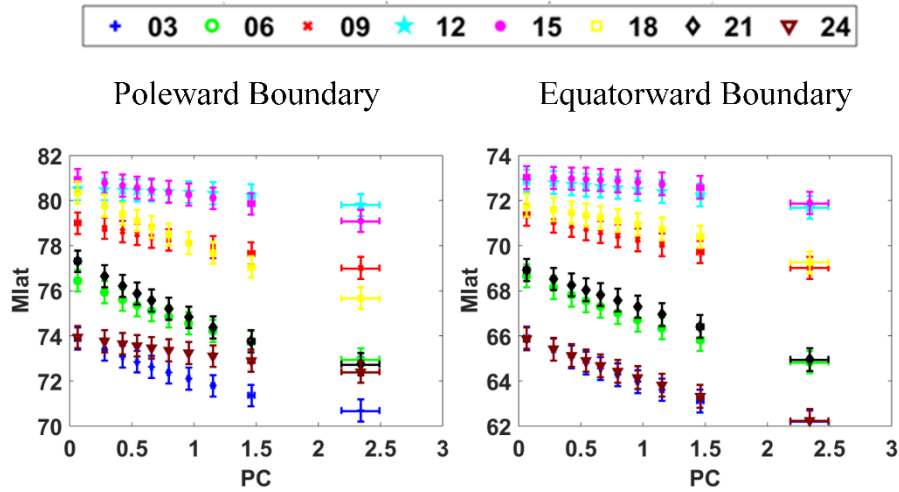 03 06 09 12 15 18 21 24
Poleward Boundary
Equatorward Boundary
82
80
78
76
74
72
70
Mlat
0 0.5 1 1.5 2 2.5 3
PC
74
72
70
68
66
64
62
Mlat
0 0.5 1 1.5 2 2.5 3
PC